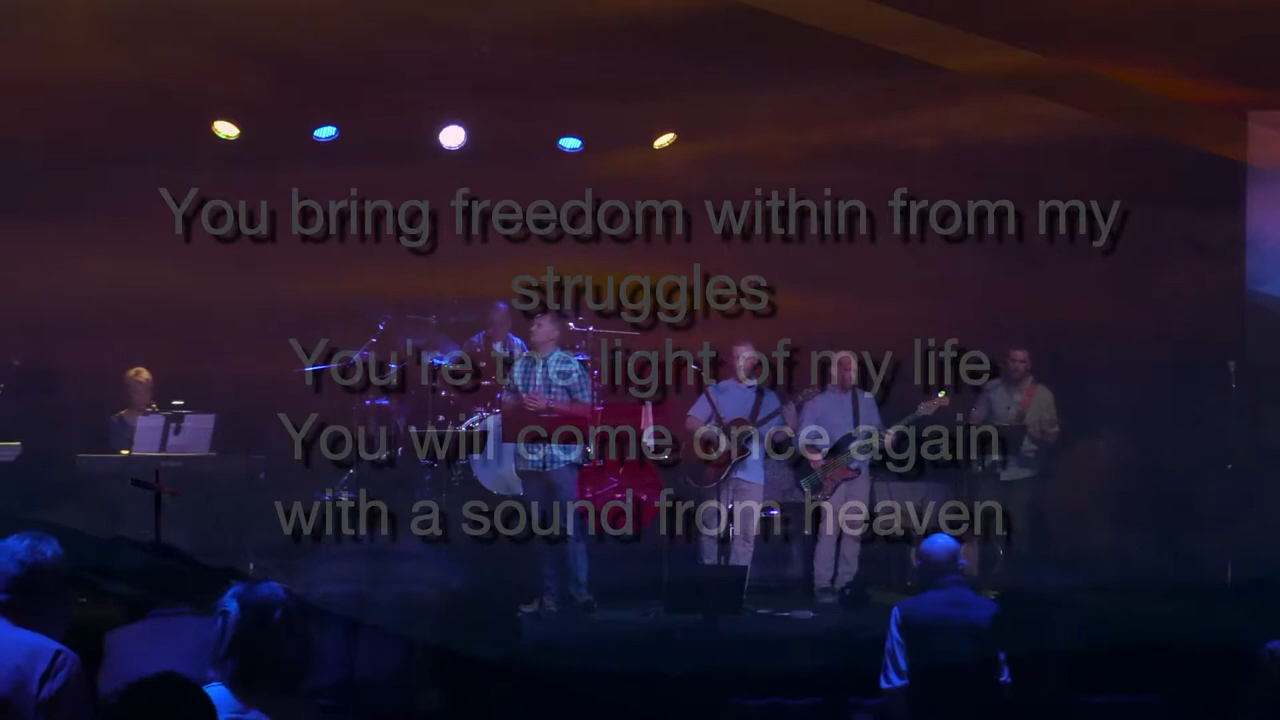 You bring freedom within from my
struggles
You're the light of my life
You will come once again
with a sound from heaven